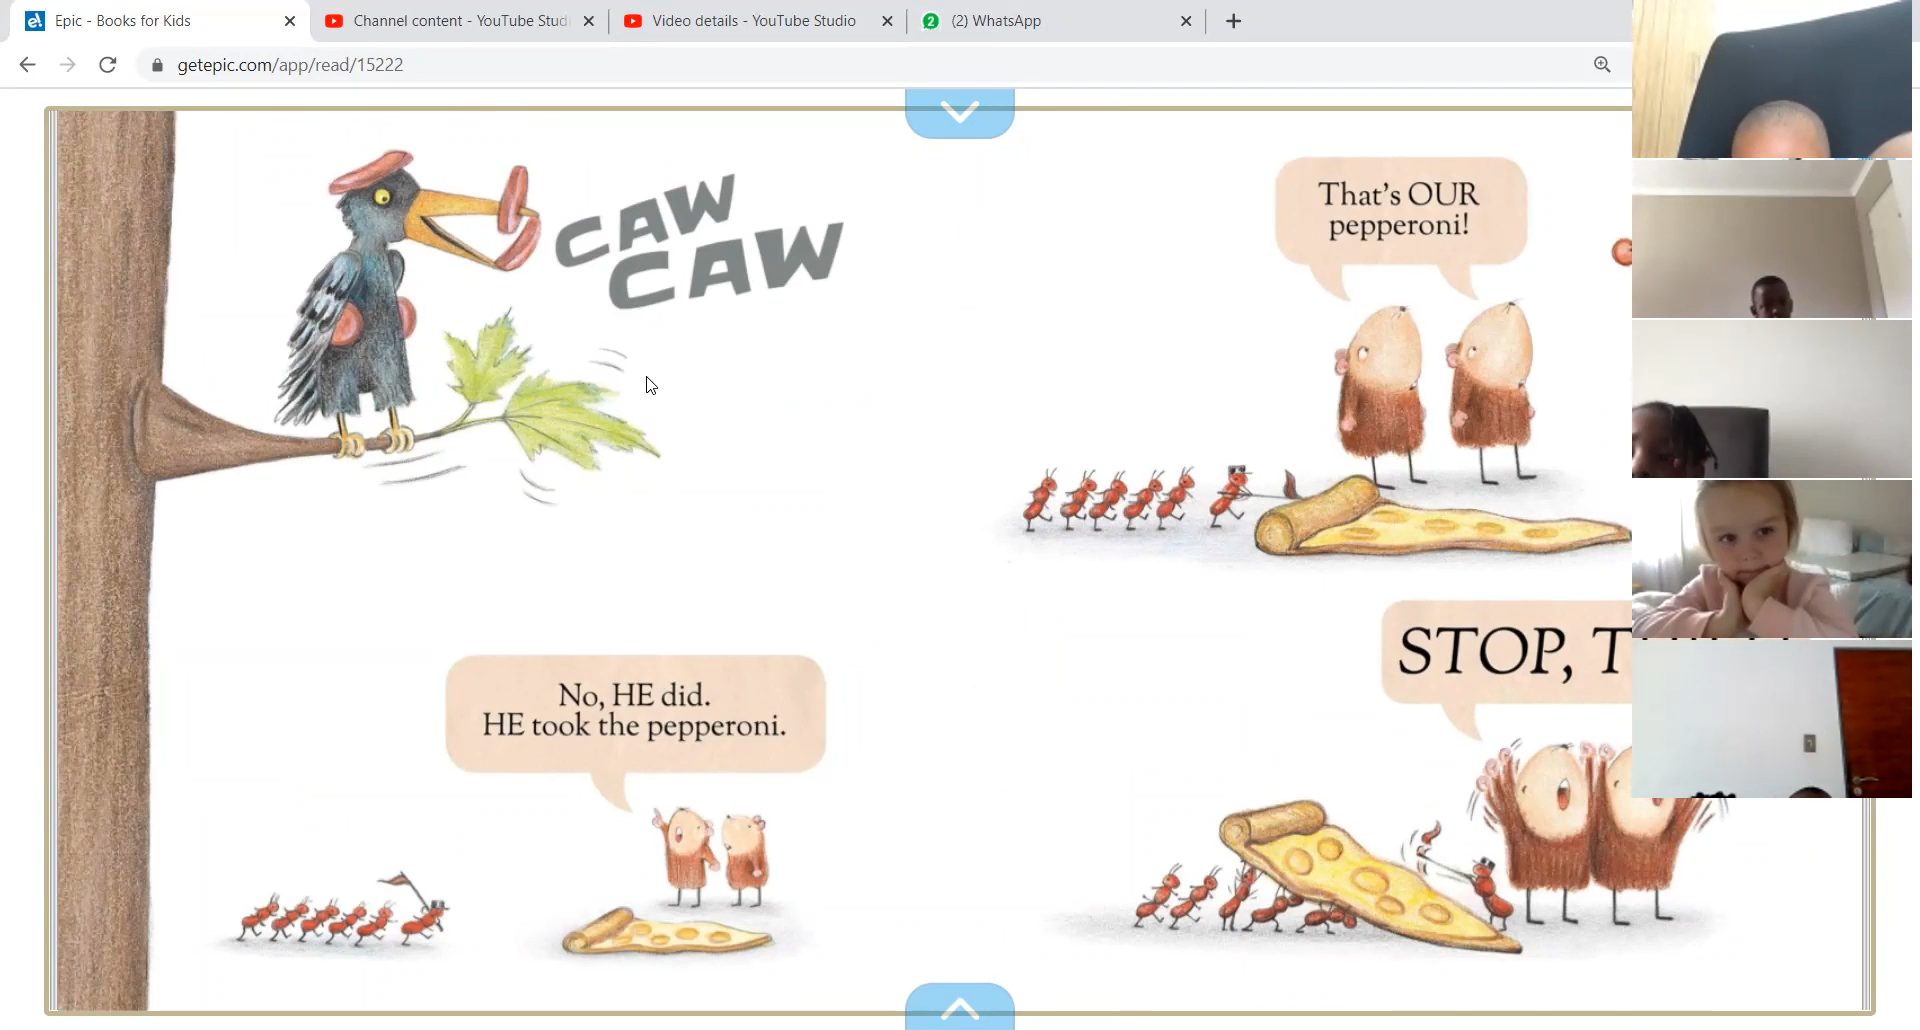 Epic - Books for Kids
Channel content - YouTube Stud
Video details - YouTube Studio
(2) WhatsApp
getepic.com/app/read/15222
CAW
CAW
That's OUR
pepperoni!
No, HE did.
HE took the pepperoni.
STOP,